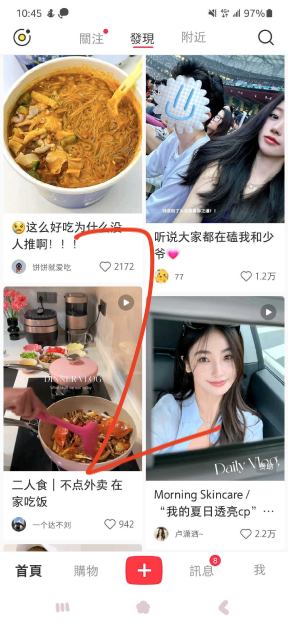 10:45
97%
關注
發現
附近
😢这么好吃为什么没
人推啊！！！
饼饼就爱吃
2172
听说大家都在磕我和少
爷💗
77
1.2万
DINNER VLOG
二人食｜不点外卖 在
家吃饭
一个达不刘
942
Daily Vlog
Morning Skincare /
“我的夏日透亮cp”…
卢潇洒~
2.2万
首頁
購物
+
訊息
8
我